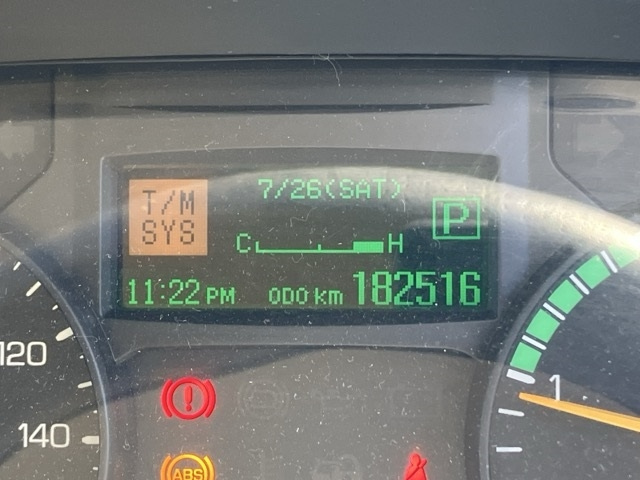 7/26(SAT)
T/M
SYS
P
C H
11:22 PM ODO km 182516
120
1
140
ABS